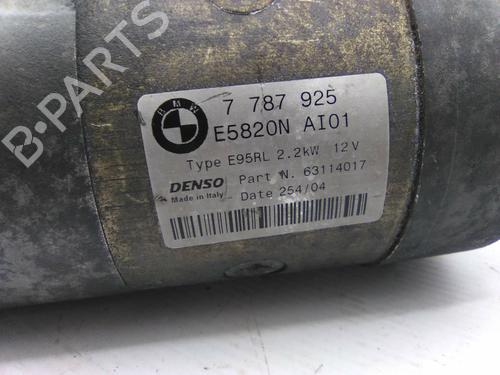 B-PARTS
BMW
7 787 925
E5820N AI01
Type E95RL 2.2kW 12V
DENSO Part N. 63114017
Made in Italy Date 254/04
B-PARTS